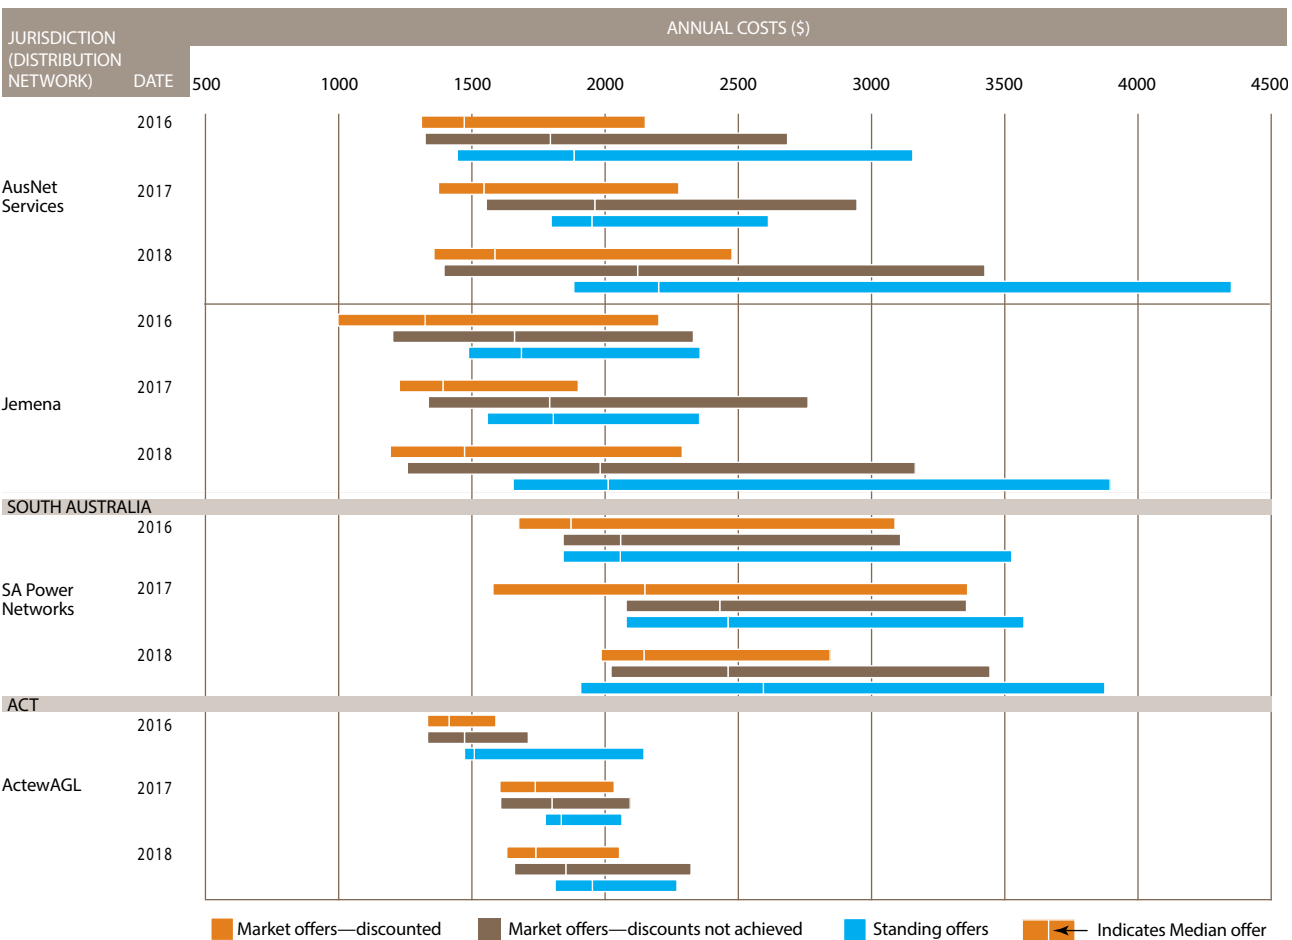 ANNUAL COSTS ($)
JURISDICTION
(DISTRIBUTION
NETWORK) DATE
500 1000 1500 2000 2500 3000 3500 4000 4500
2016
AusNet
Services
2017
2018
2016
Jemena
2017
2018
SOUTH AUSTRALIA
2016
SA Power
Networks
2017
2018
ACT
2016
ActewAGL
2017
2018
Market offers—discounted Market offers—discounts not achieved Standing offers Indicates Median offer